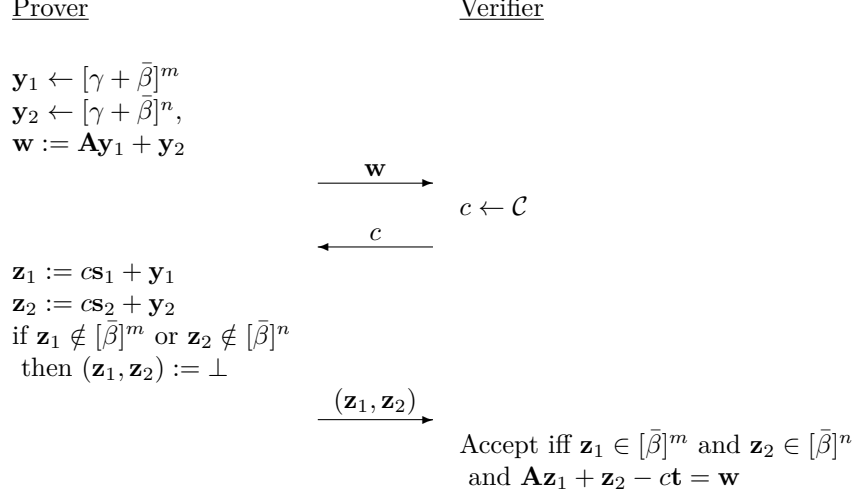 Prover Verifier
𝐲₁ ← [γ + β̄]ᵐ
𝐲₂ ← [γ + β̄]ⁿ,
𝐰 := 𝐀𝐲₁ + 𝐲₂
𝐰
c ← 𝒞
c
𝐳₁ := c𝐬₁ + 𝐲₁
𝐳₂ := c𝐬₂ + 𝐲₂
if 𝐳₁ ∉ [β̄]ᵐ or 𝐳₂ ∉ [β̄]ⁿ
then (𝐳₁, 𝐳₂) := ⊥
(𝐳₁, 𝐳₂)
Accept iff 𝐳₁ ∈ [β̄]ᵐ and 𝐳₂ ∈ [β̄]ⁿ
and 𝐀𝐳₁ + 𝐳₂ − c𝐭 = 𝐰